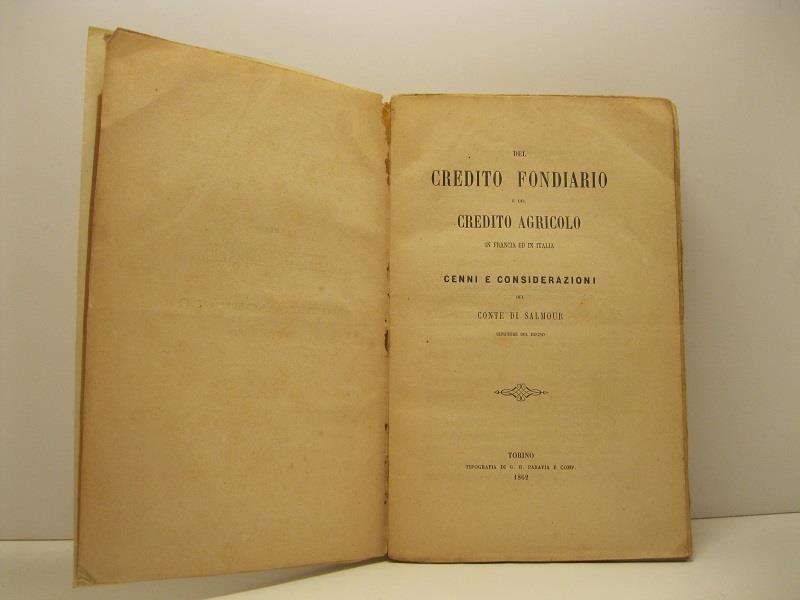 DEL
CREDITO FONDIARIO
E DEL
CREDITO AGRICOLO
IN FRANCIA ED IN ITALIA
CENNI E CONSIDERAZIONI
DEL
CONTE DI SALMOUR
SENATORE DEL REGNO
TORINO
TIPOGRAFIA DI G. B. PARAVIA E COMP.
1862